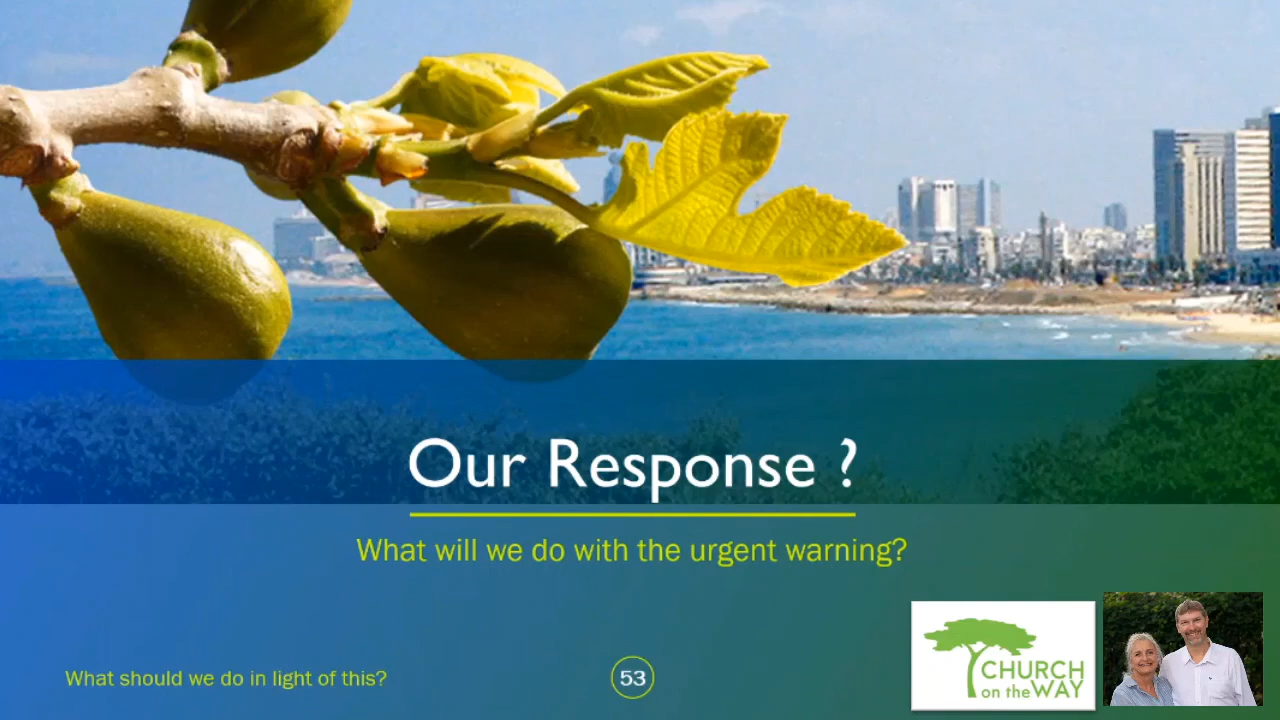 Our Response ?
What will we do with the urgent warning?
What should we do in light of this?
53
CHURCH
on the WAY